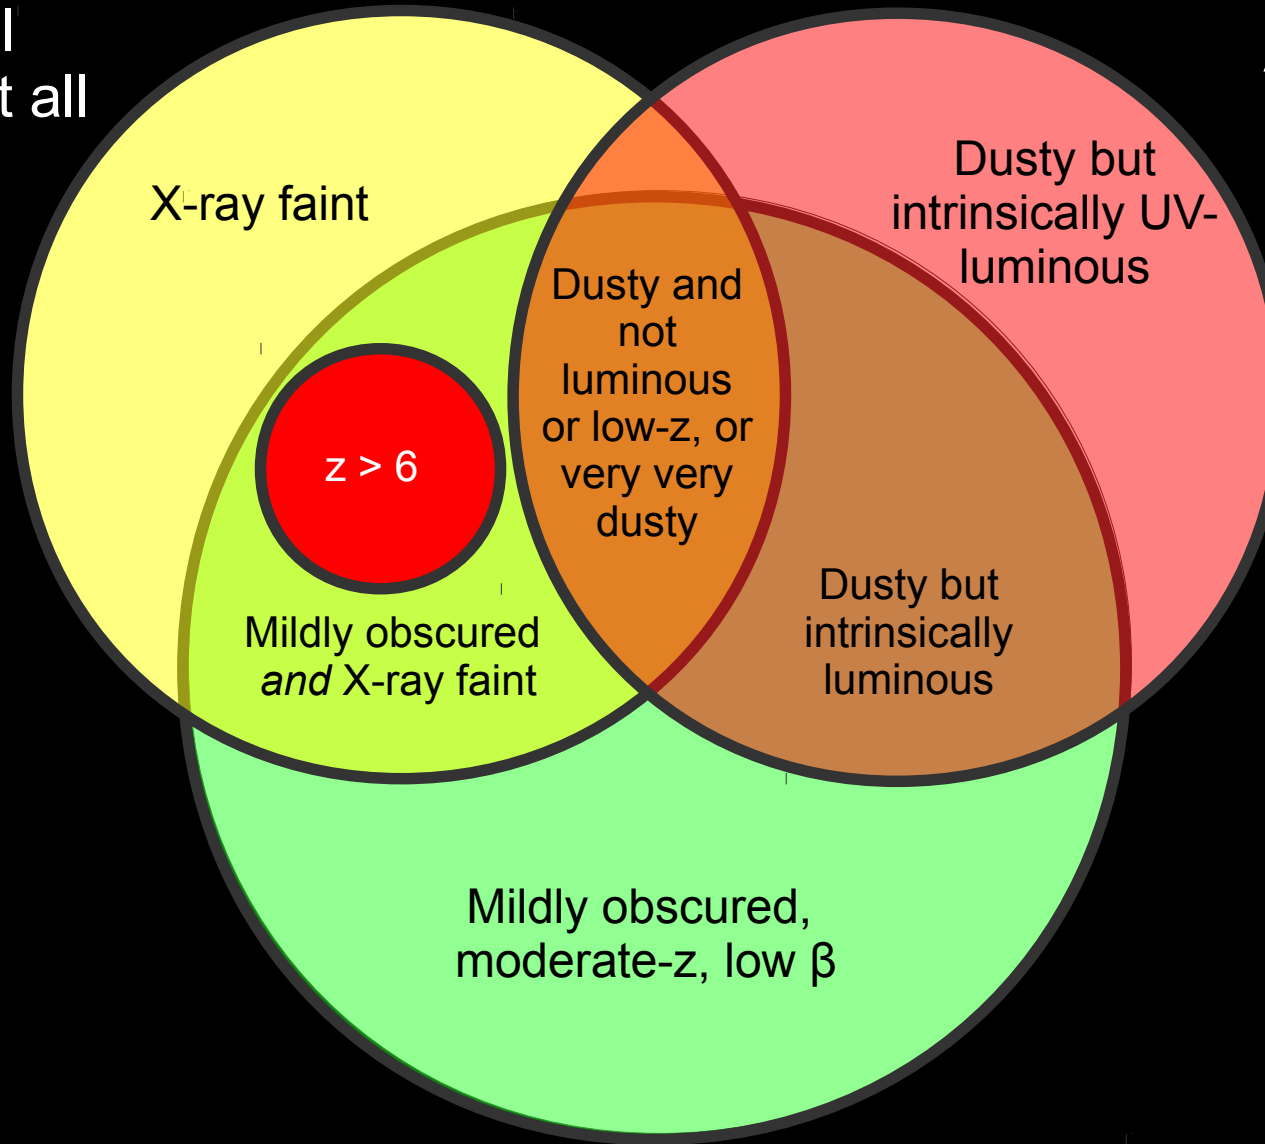 t all
X-ray faint
Dusty but
intrinsically UV-
luminous
Dusty and
not
luminous
or low-z, or
very very
dusty
z > 6
Mildly obscured
and X-ray faint
Dusty but
intrinsically
luminous
Mildly obscured,
moderate-z, low β